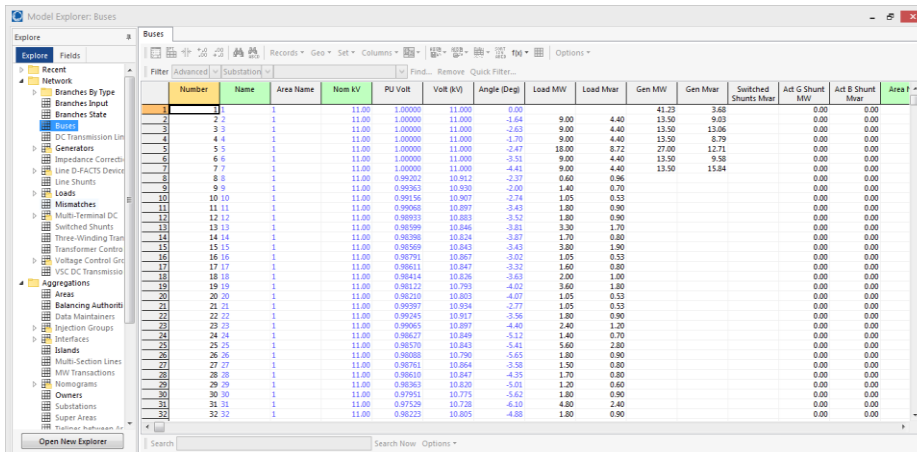 Model Explorer: Buses
Explore
Explore Fields
Recent
Network
Branches By Type
Branches Input
Branches State
Buses
DC Transmission Lin
Generators
Impedance Correcti
Line D-FACTS Device
Line Shunts
Loads
Mismatches
Multi-Terminal DC
Switched Shunts
Three-Winding Tran
Transformer Contro
Voltage Control Gro
VSC DC Transmissio
Aggregations
Areas
Balancing Authoriti
Data Maintainers
Injection Groups
Interfaces
Islands
Multi-Section Lines
MW Transactions
Nomograms
Owners
Substations
Super Areas
Tielines between Ar
Open New Explorer
Buses
Records Geo Set Columns f(x) Options
Filter Advanced Substation Find... Remove Quick Filter...
Number Name Area Name Nom kV PU Volt Volt (kV) Angle (Deg) Load MW Load Mvar Gen MW Gen Mvar Switched Shunts Mvar Act G Shunt MW Act B Shunt Mvar Area N
1 1 1 1 11.00 1.00000 11.000 0.00 41.23 3.68 0.00 0.00
2 2 2 1 11.00 1.00000 11.000 -1.64 9.00 4.40 13.50 9.03 0.00 0.00
3 3 3 1 11.00 1.00000 11.000 -2.63 9.00 4.40 13.50 13.06 0.00 0.00
4 4 4 1 11.00 1.00000 11.000 -1.70 9.00 4.40 13.50 8.79 0.00 0.00
5 5 5 1 11.00 1.00000 11.000 -2.47 18.00 8.72 27.00 12.71 0.00 0.00
6 6 6 1 11.00 1.00000 11.000 -3.51 9.00 4.40 13.50 9.58 0.00 0.00
7 7 7 1 11.00 1.00000 11.000 -4.41 9.00 4.40 13.50 15.84 0.00 0.00
8 8 8 1 11.00 0.99202 10.912 -2.37 0.60 0.96 0.00 0.00
9 9 9 1 11.00 0.99363 10.930 -2.00 1.40 0.70 0.00 0.00
10 10 10 1 11.00 0.99156 10.907 -2.74 1.05 0.53 0.00 0.00
11 11 11 1 11.00 0.99068 10.897 -3.43 1.80 0.90 0.00 0.00
12 12 12 1 11.00 0.98933 10.883 -3.52 1.80 0.90 0.00 0.00
13 13 13 1 11.00 0.98599 10.846 -3.81 3.30 1.70 0.00 0.00
14 14 14 1 11.00 0.98398 10.824 -3.87 1.70 0.80 0.00 0.00
15 15 15 1 11.00 0.98569 10.843 -3.43 3.80 1.90 0.00 0.00
16 16 16 1 11.00 0.98791 10.867 -3.02 1.05 0.53 0.00 0.00
17 17 17 1 11.00 0.98611 10.847 -3.32 1.60 0.80 0.00 0.00
18 18 18 1 11.00 0.98414 10.826 -3.63 2.00 1.00 0.00 0.00
19 19 19 1 11.00 0.98122 10.793 -4.02 3.60 1.80 0.00 0.00
20 20 20 1 11.00 0.98210 10.803 -4.07 1.05 0.53 0.00 0.00
21 21 21 1 11.00 0.99397 10.934 -2.77 1.05 0.53 0.00 0.00
22 22 22 1 11.00 0.99245 10.917 -3.56 1.80 0.90 0.00 0.00
23 23 23 1 11.00 0.99065 10.897 -4.40 2.40 1.20 0.00 0.00
24 24 24 1 11.00 0.98627 10.849 -5.12 1.40 0.70 0.00 0.00
25 25 25 1 11.00 0.98570 10.843 -5.41 5.60 2.80 0.00 0.00
26 26 26 1 11.00 0.98088 10.790 -5.65 1.80 0.90 0.00 0.00
27 27 27 1 11.00 0.98761 10.864 -3.58 1.50 0.80 0.00 0.00
28 28 28 1 11.00 0.98610 10.847 -4.35 1.70 0.80 0.00 0.00
29 29 29 1 11.00 0.98363 10.820 -5.01 1.20 0.60 0.00 0.00
30 30 30 1 11.00 0.97951 10.775 -5.62 1.80 0.90 0.00 0.00
31 31 31 1 11.00 0.97529 10.728 -6.10 4.80 2.40 0.00 0.00
32 32 32 1 11.00 0.98223 10.805 -4.88 1.80 0.90 0.00 0.00
Search Search Now Options